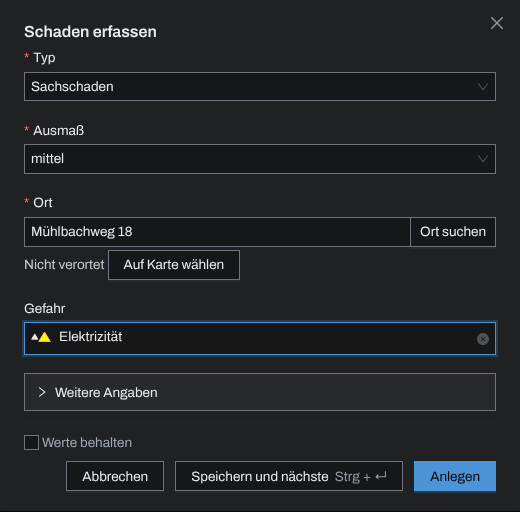 Schaden erfassen
* Typ
Sachschaden
* Ausmaß
mittel
* Ort
Mühlbachweg 18 Ort suchen
Nicht verortet Auf Karte wählen
Gefahr
Elektrizität
Weitere Angaben
Werte behalten
Abbrechen Speichern und nächste Strg + ↵ Anlegen